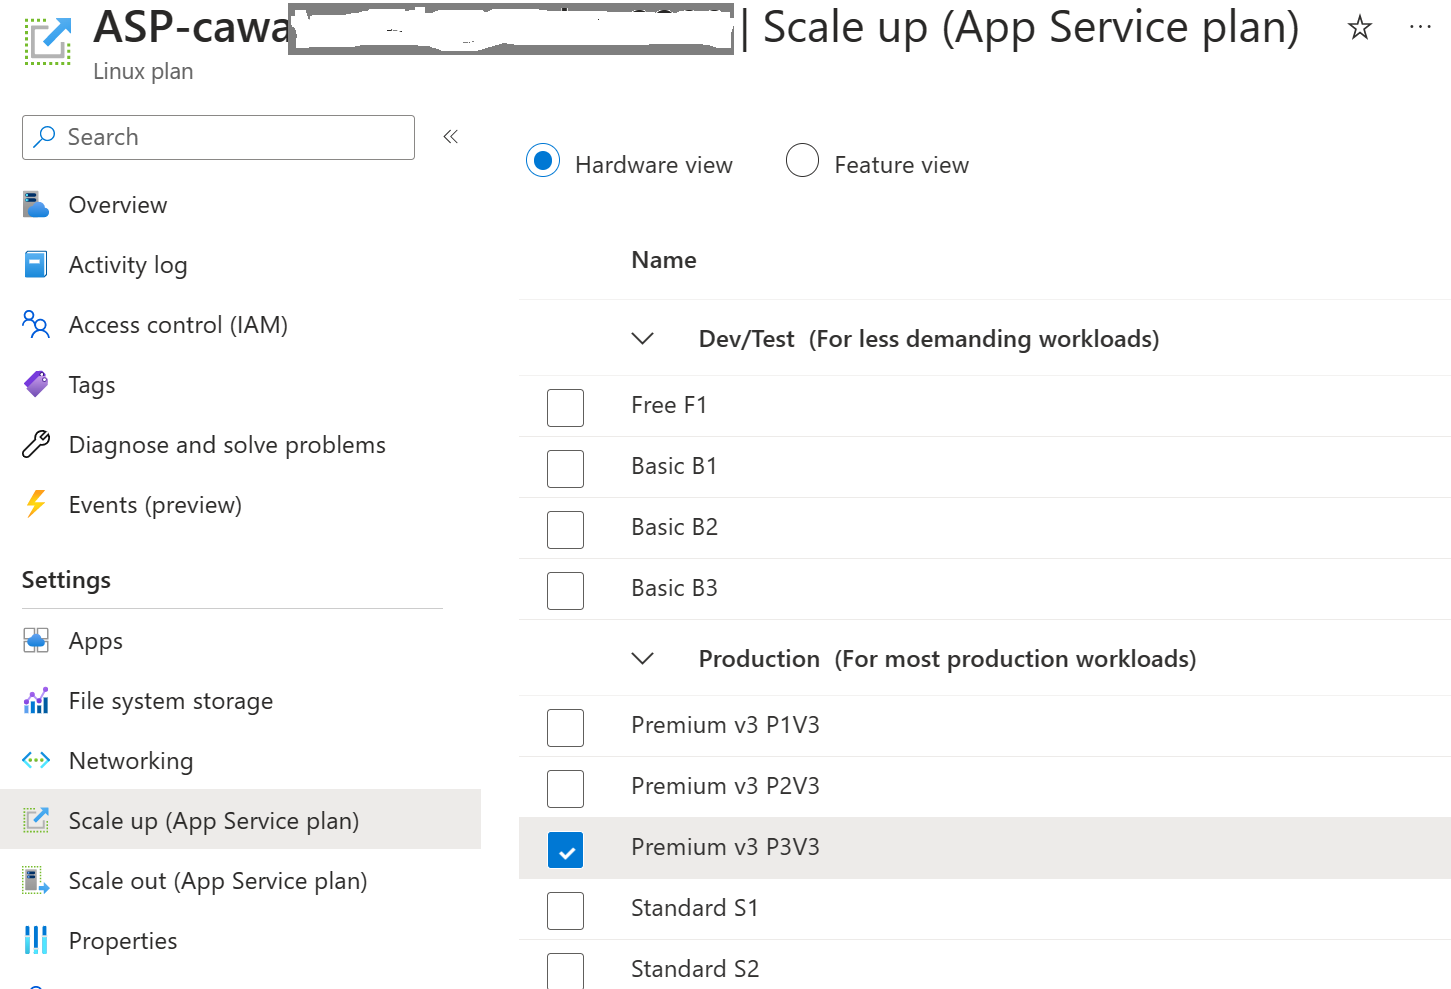 ASP-cawa | Scale up (App Service plan)
Linux plan
Search
Overview
Activity log
Access control (IAM)
Tags
Diagnose and solve problems
Events (preview)
Settings
Apps
File system storage
Networking
Scale up (App Service plan)
Scale out (App Service plan)
Properties
Hardware view
Feature view
Name
Dev/Test (For less demanding workloads)
Free F1
Basic B1
Basic B2
Basic B3
Production (For most production workloads)
Premium v3 P1V3
Premium v3 P2V3
Premium v3 P3V3
Standard S1
Standard S2